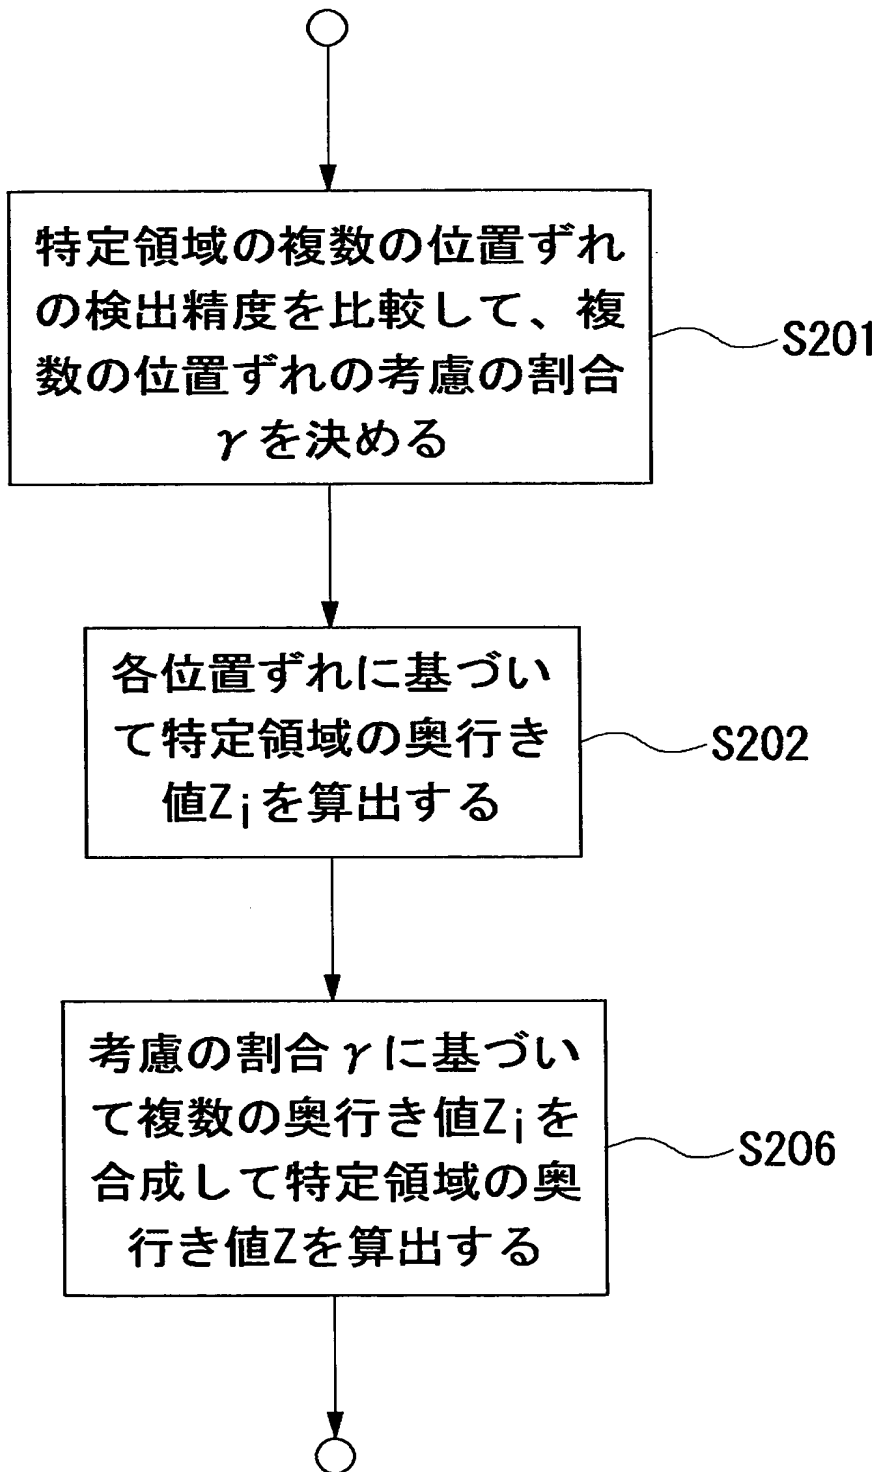 特定領域の複数の位置ずれ
の検出精度を比較して、複
数の位置ずれの考慮の割合
γを決める
S201
各位置ずれに基づい
て特定領域の奥行き
値Ziを算出する
S202
考慮の割合γに基づい
て複数の奥行き値Ziを
合成して特定領域の奥
行き値Zを算出する
S206